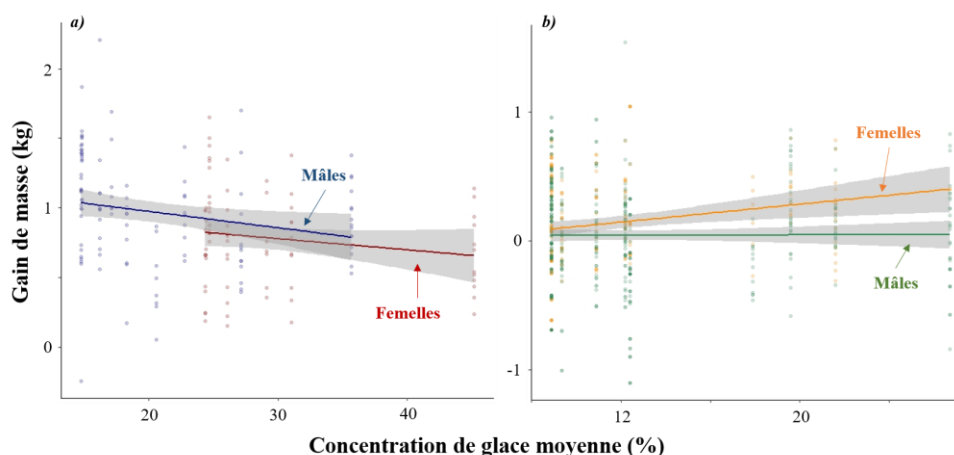 a)
b)
Gain de masse (kg)
2
1
0
Mâles
Femelles
20
30
40
1
0
-1
Femelles
Mâles
12
20
Concentration de glace moyenne (%)